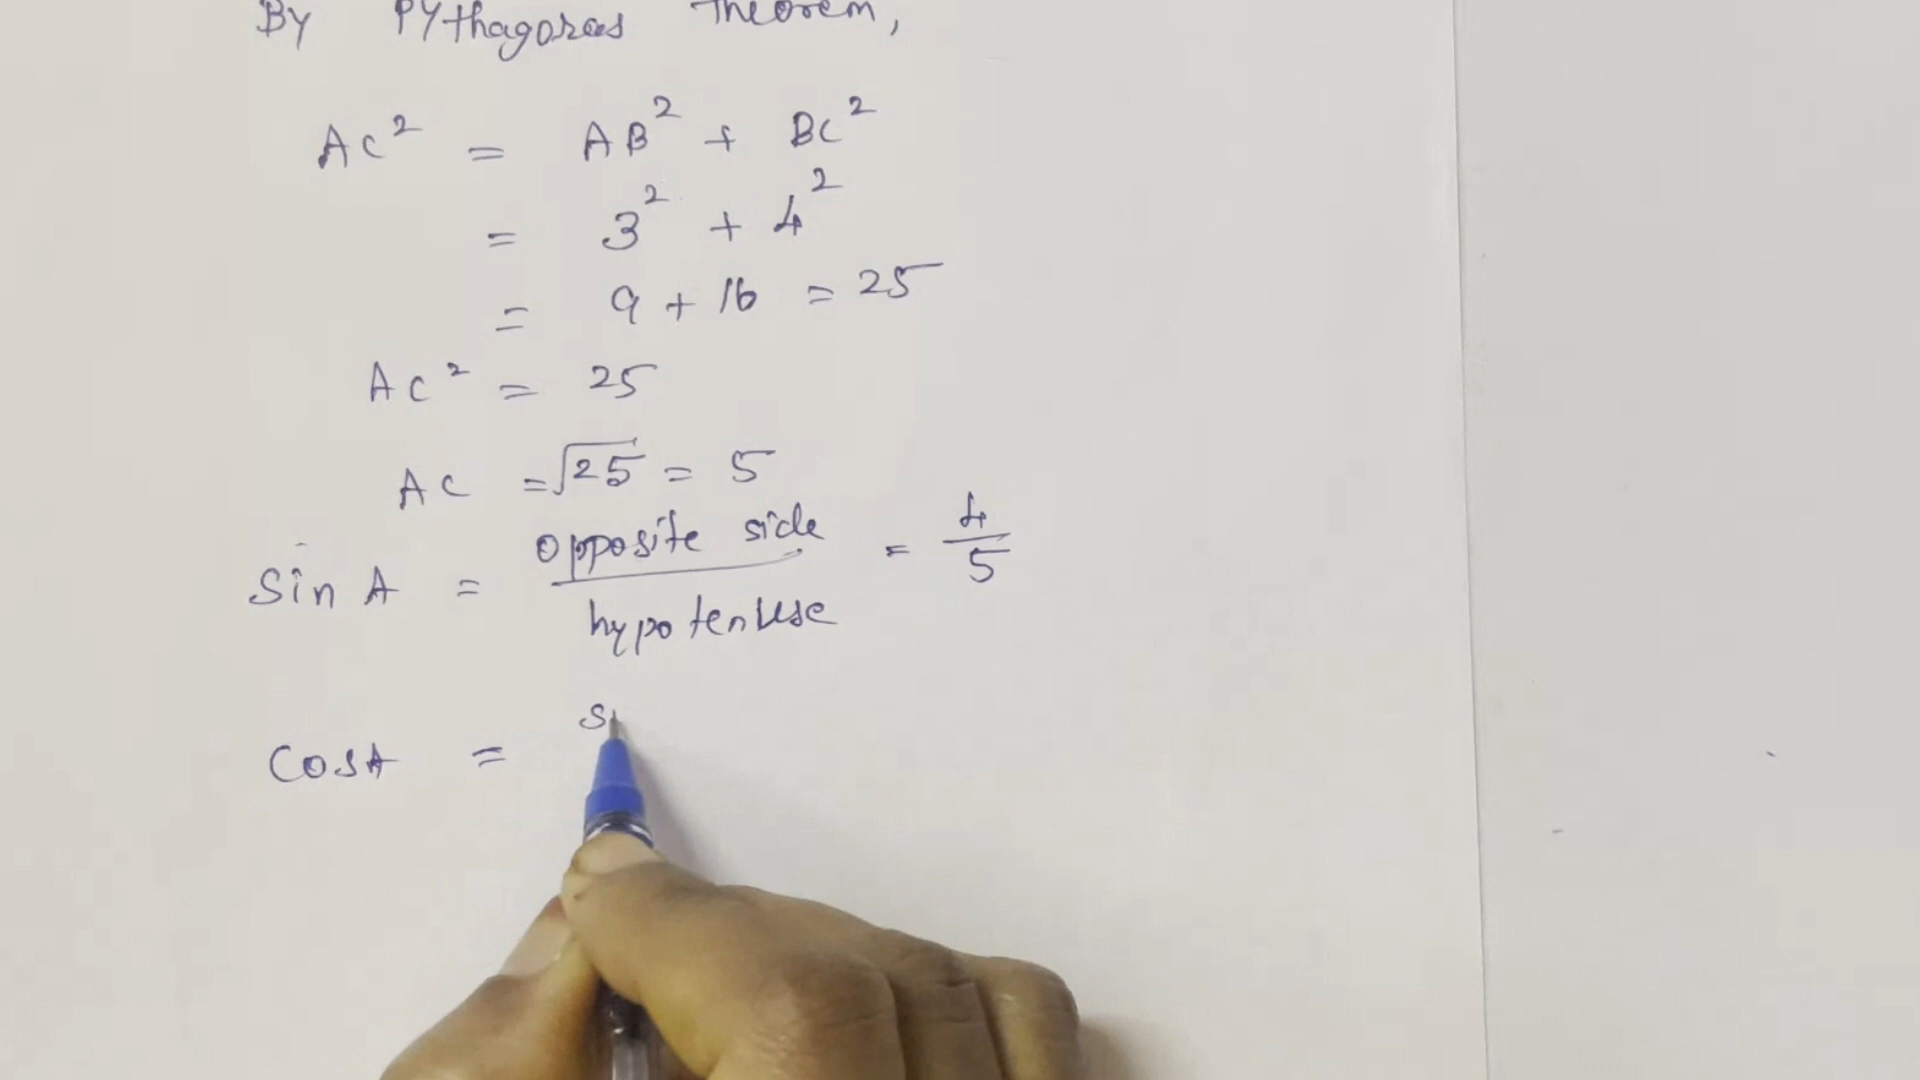 By PYthagoras Theorem,
AC² = AB² + BC²
= 3² + 4²
= 9 + 16 = 25
AC² = 25
AC = √25 = 5
Sin A = opposite side / hypotenuse = 4/5
CosA = s